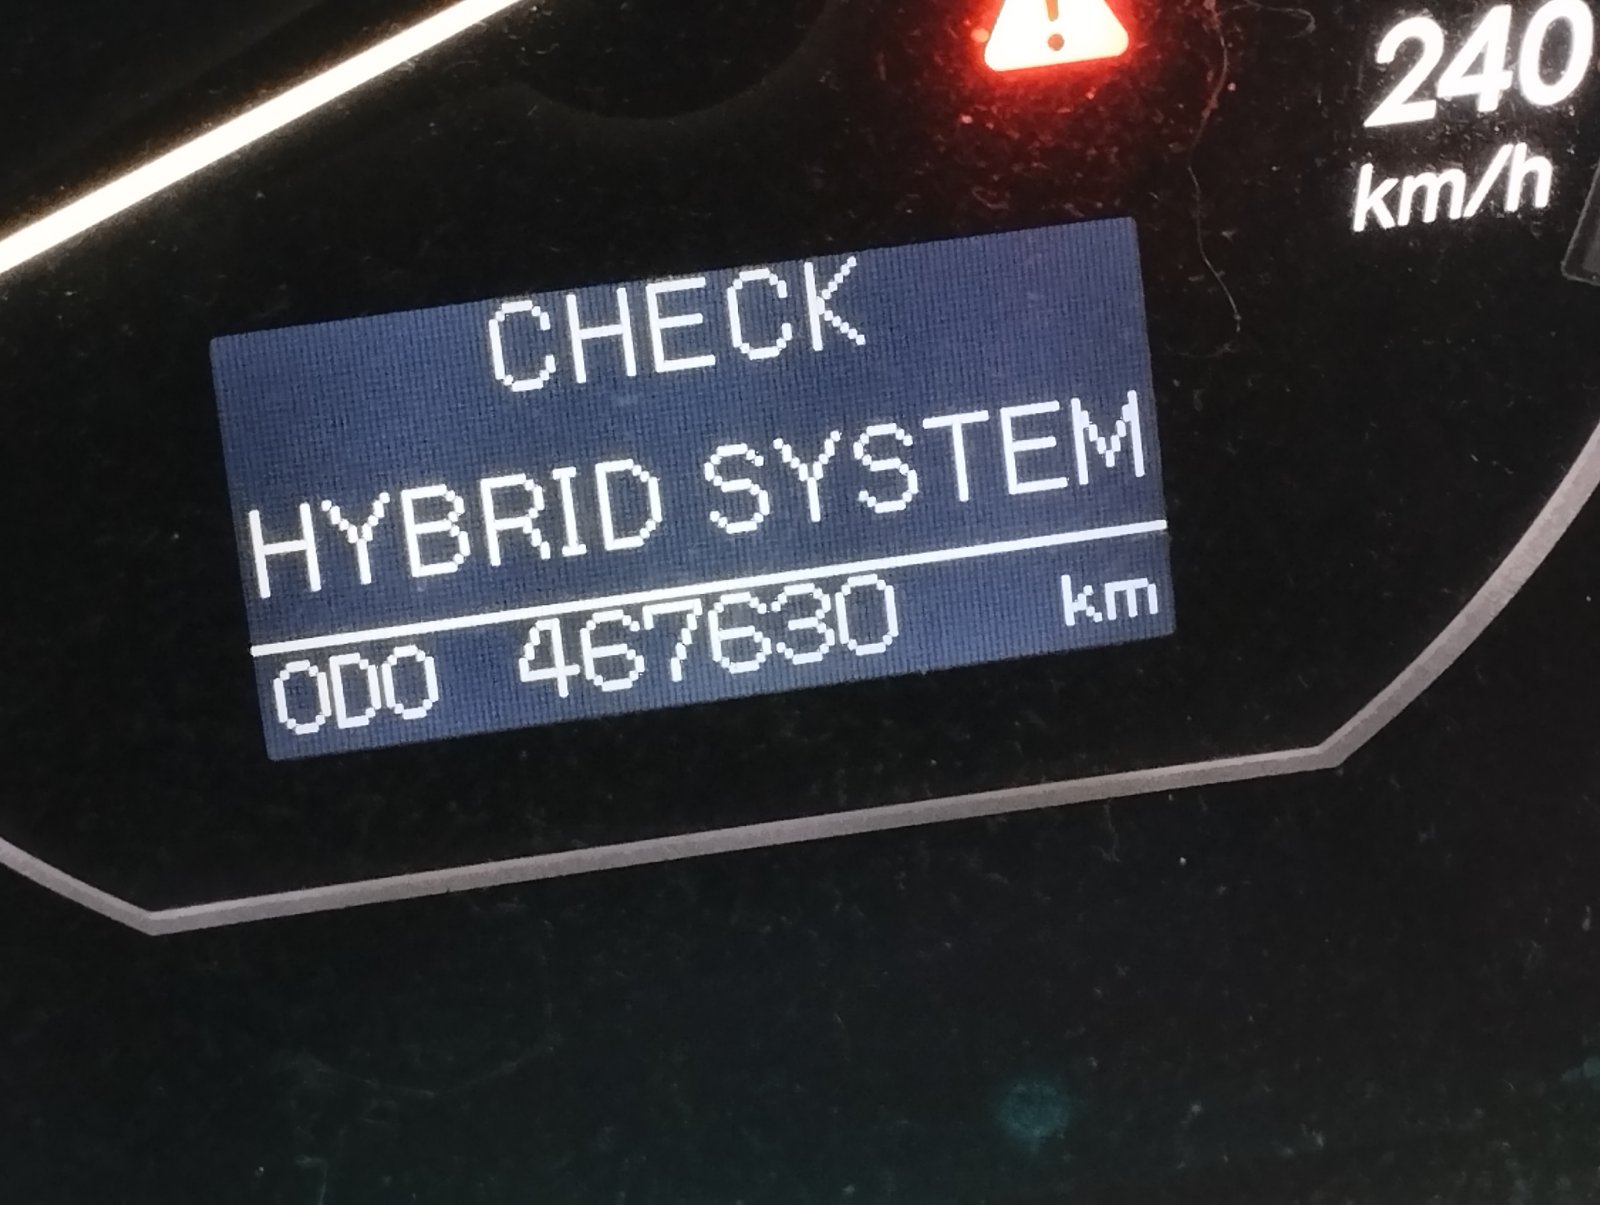 240
km/h
CHECK
HYBRID SYSTEM
ODO 467630 km